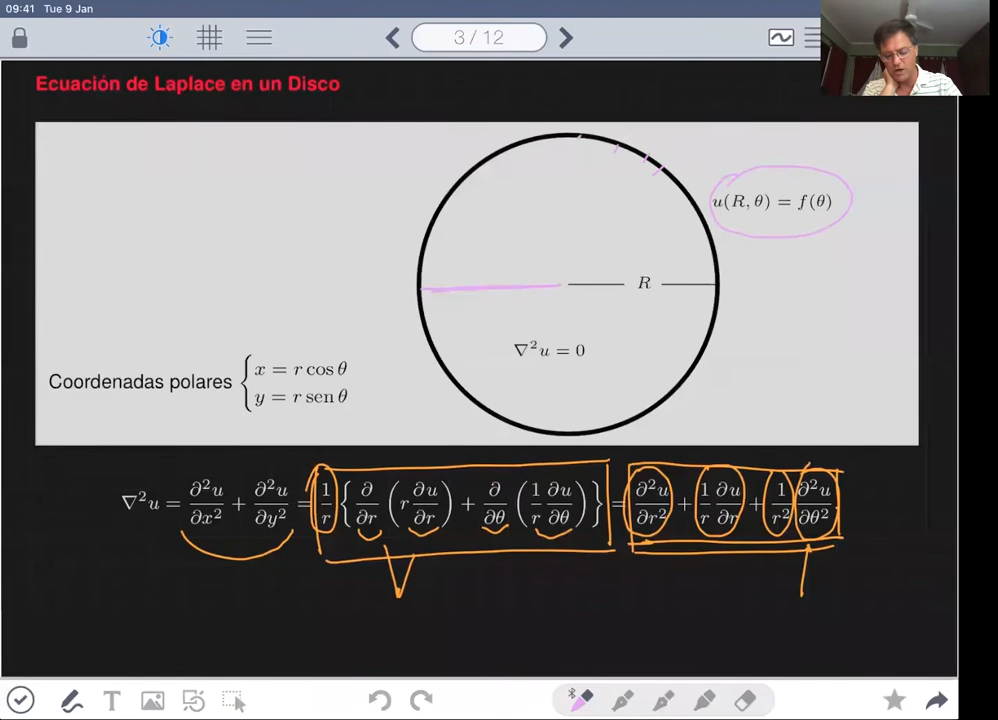 09:41 Tue 9 Jan
3 / 12
Ecuación de Laplace en un Disco
u(R, θ) = f(θ)
R
∇²u = 0
Coordenadas polares { x = r cos θ
y = r sen θ
∇²u = ∂²u/∂x² + ∂²u/∂y² = 1/r { ∂/∂r ( r ∂u/∂r ) + ∂/∂θ ( 1/r ∂u/∂θ ) } = ∂²u/∂r² + 1/r ∂u/∂r + 1/r² ∂²u/∂θ²
T